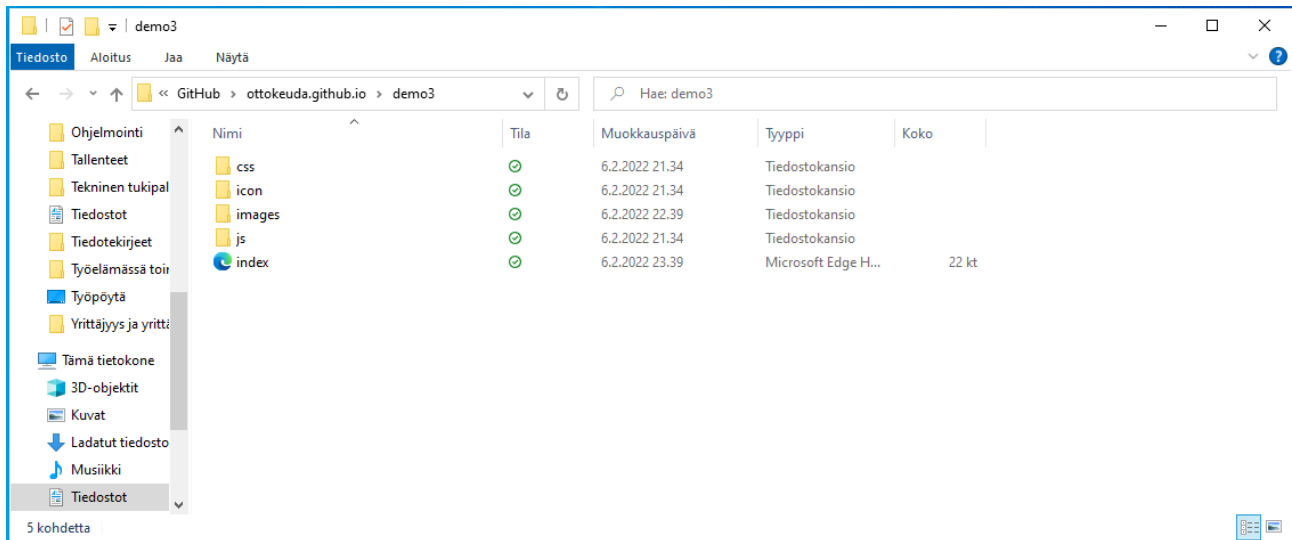 demo3
Tiedosto Aloitus Jaa Näytä
« GitHub › ottokeuda.github.io › demo3 Hae: demo3
Ohjelmointi
Tallenteet
Tekninen tukipal
Tiedostot
Tiedotekirjeet
Työelämässä toin
Työpöytä
Yrittäjyys ja yrittä
Tämä tietokone
3D-objektit
Kuvat
Ladatut tiedosto
Musiikki
Tiedostot
Nimi Tila Muokkauspäivä Tyyppi Koko
css 6.2.2022 21.34 Tiedostokansio
icon 6.2.2022 21.34 Tiedostokansio
images 6.2.2022 22.39 Tiedostokansio
js 6.2.2022 21.34 Tiedostokansio
index 6.2.2022 23.39 Microsoft Edge H... 22 kt
5 kohdetta